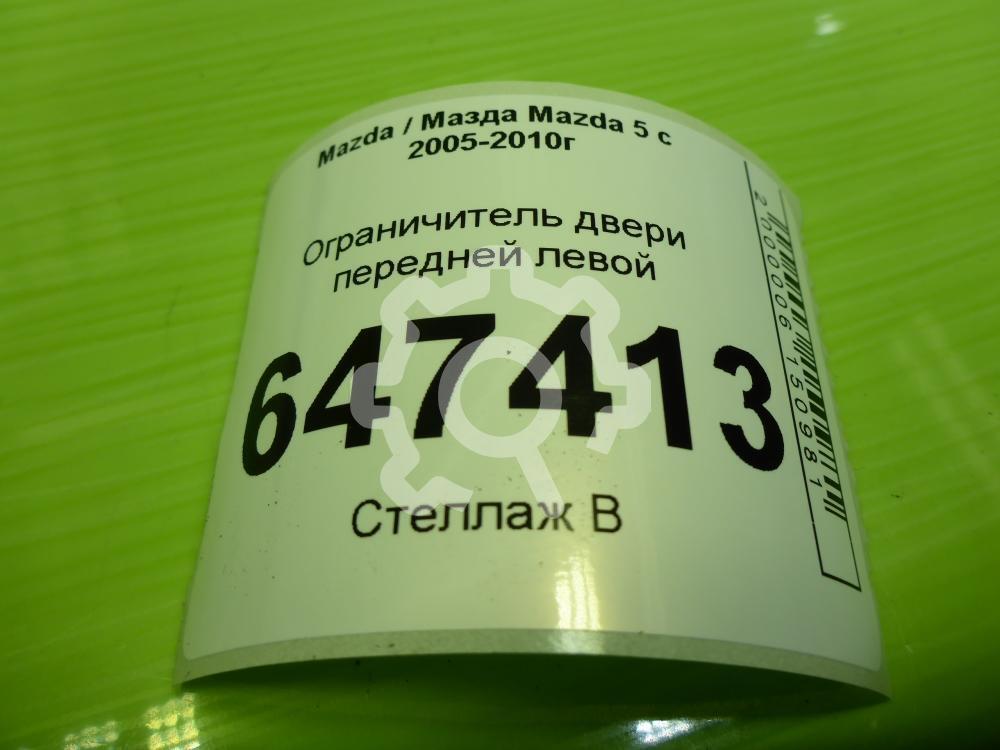 Mazda / Мазда Mazda 5 с
2005-2010г
Ограничитель двери
передней левой
647413
Стеллаж В
2000006150981